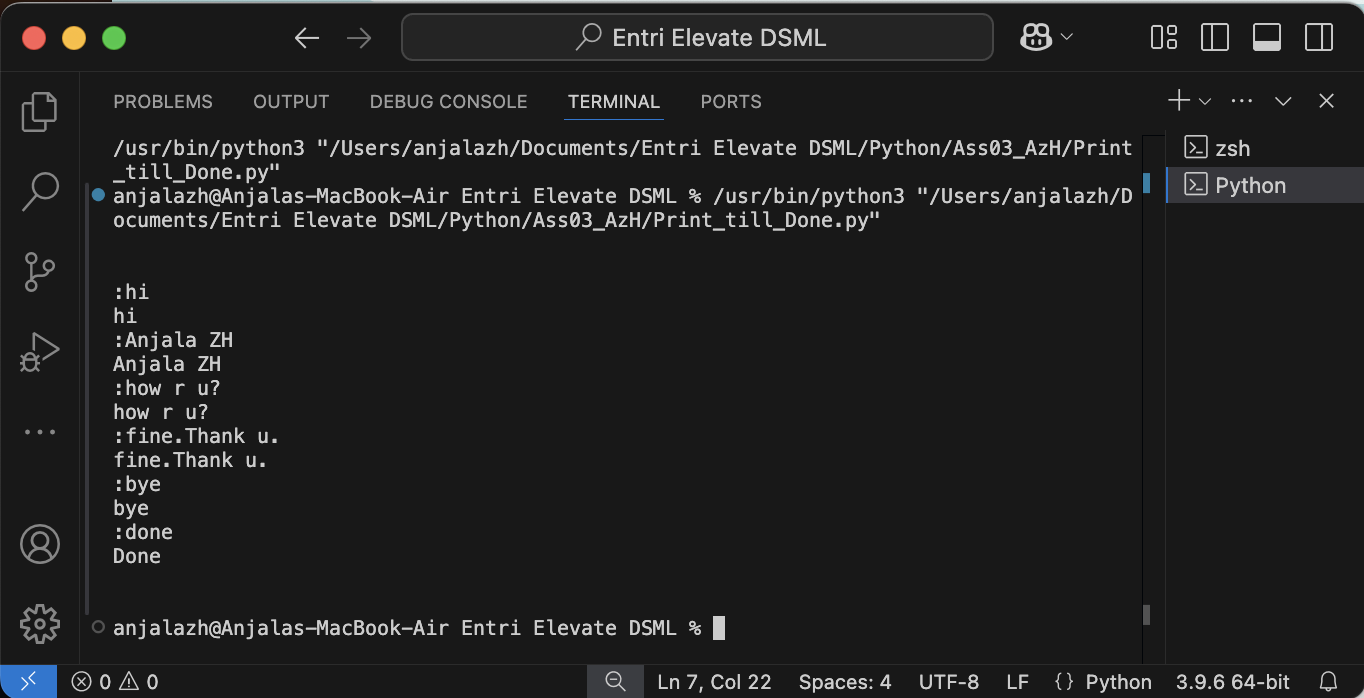 Entri Elevate DSML
PROBLEMS OUTPUT DEBUG CONSOLE TERMINAL PORTS
/usr/bin/python3 "/Users/anjalazh/Documents/Entri Elevate DSML/Python/Ass03_AzH/Print
_till_Done.py"
anjalazh@Anjalas-MacBook-Air Entri Elevate DSML % /usr/bin/python3 "/Users/anjalazh/D
ocuments/Entri Elevate DSML/Python/Ass03_AzH/Print_till_Done.py"
:hi
hi
:Anjala ZH
Anjala ZH
:how r u?
how r u?
:fine.Thank u.
fine.Thank u.
:bye
bye
:done
Done
anjalazh@Anjalas-MacBook-Air Entri Elevate DSML %
zsh
Python
0 0 Ln 7, Col 22 Spaces: 4 UTF-8 LF {} Python 3.9.6 64-bit